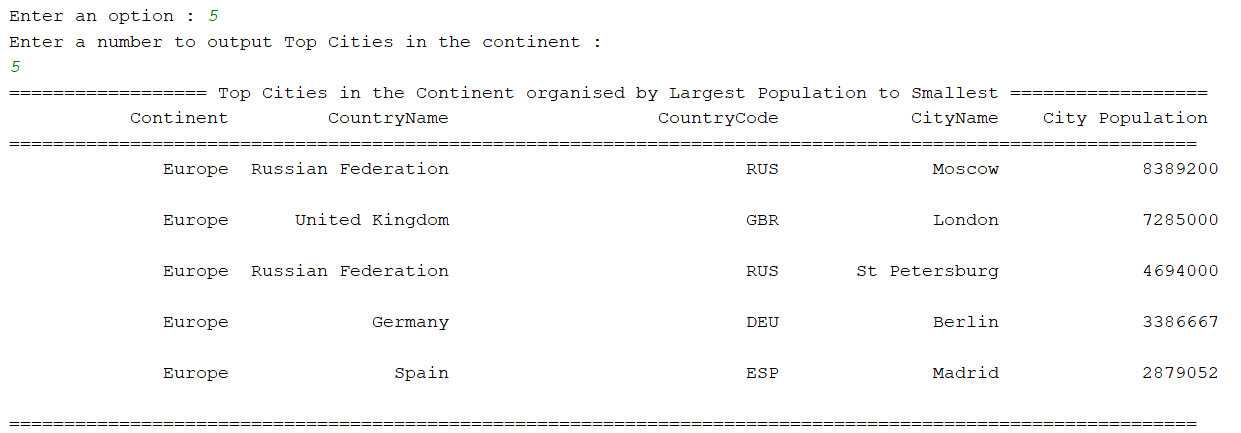 Enter an option : 5
Enter a number to output Top Cities in the continent :
5
================== Top Cities in the Continent organised by Largest Population to Smallest ==================
Continent CountryName CountryCode CityName City Population
============================================================================================================
Europe Russian Federation RUS Moscow 8389200
Europe United Kingdom GBR London 7285000
Europe Russian Federation RUS St Petersburg 4694000
Europe Germany DEU Berlin 3386667
Europe Spain ESP Madrid 2879052
============================================================================================================